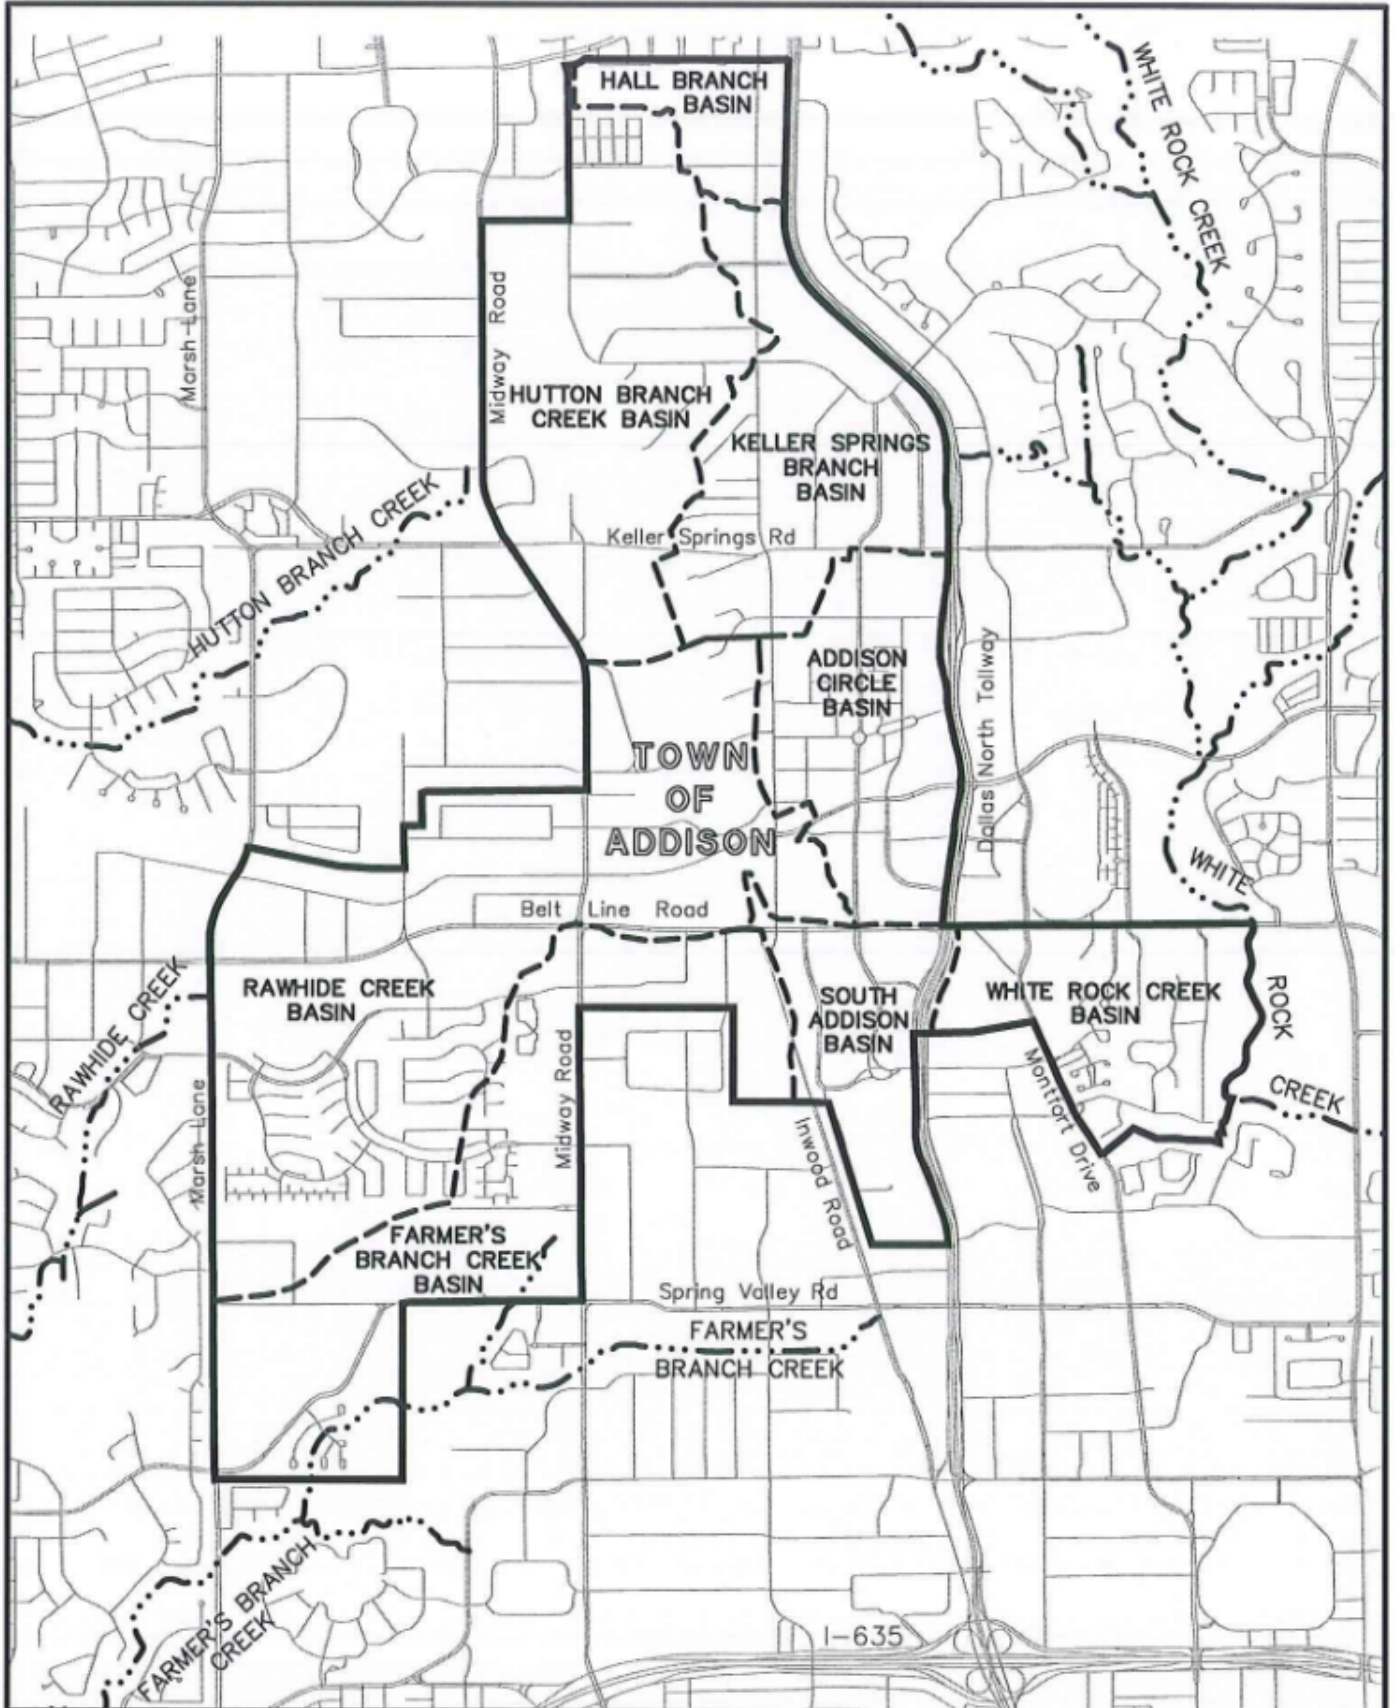 HALL BRANCH
BASIN
WHITE ROCK CREEK
Marsh Lane
Midway Road
HUTTON BRANCH
CREEK BASIN
KELLER SPRINGS
BRANCH
BASIN
HUTTON BRANCH CREEK
Keller Springs Rd
ADDISON
CIRCLE
BASIN
Dallas North Tollway
TOWN
OF
ADDISON
WHITE
ROCK
CREEK
Belt Line Road
RAWHIDE CREEK
RAWHIDE CREEK
BASIN
SOUTH
ADDISON
BASIN
WHITE ROCK CREEK
BASIN
Marsh Lane
Midway Road
Inwood Road
Montfort Drive
FARMER'S
BRANCH CREEK
BASIN
Spring Valley Rd
FARMER'S
BRANCH CREEK
FARMER'S BRANCH
CREEK
I-635